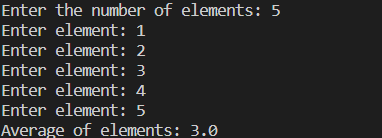 Enter the number of elements: 5
Enter element: 1
Enter element: 2
Enter element: 3
Enter element: 4
Enter element: 5
Average of elements: 3.0